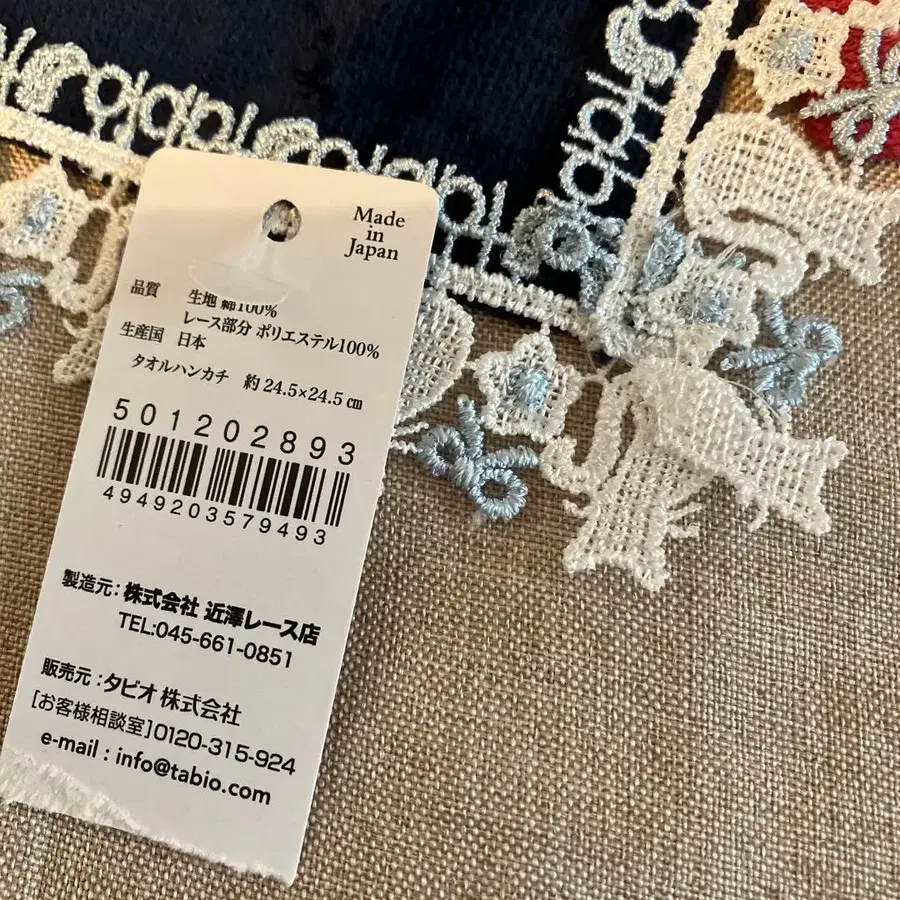 Made
in
Japan
品質 生地 綿100%
レース部分 ポリエステル100%
生産国 日本
タオルハンカチ 約 24.5×24.5 ㎝
501202893
4949203579493
製造元:株式会社 近澤レース店
TEL:045-661-0851
販売元:タビオ 株式会社
[お客様相談室]0120-315-924
e-mail : info@tabio.com